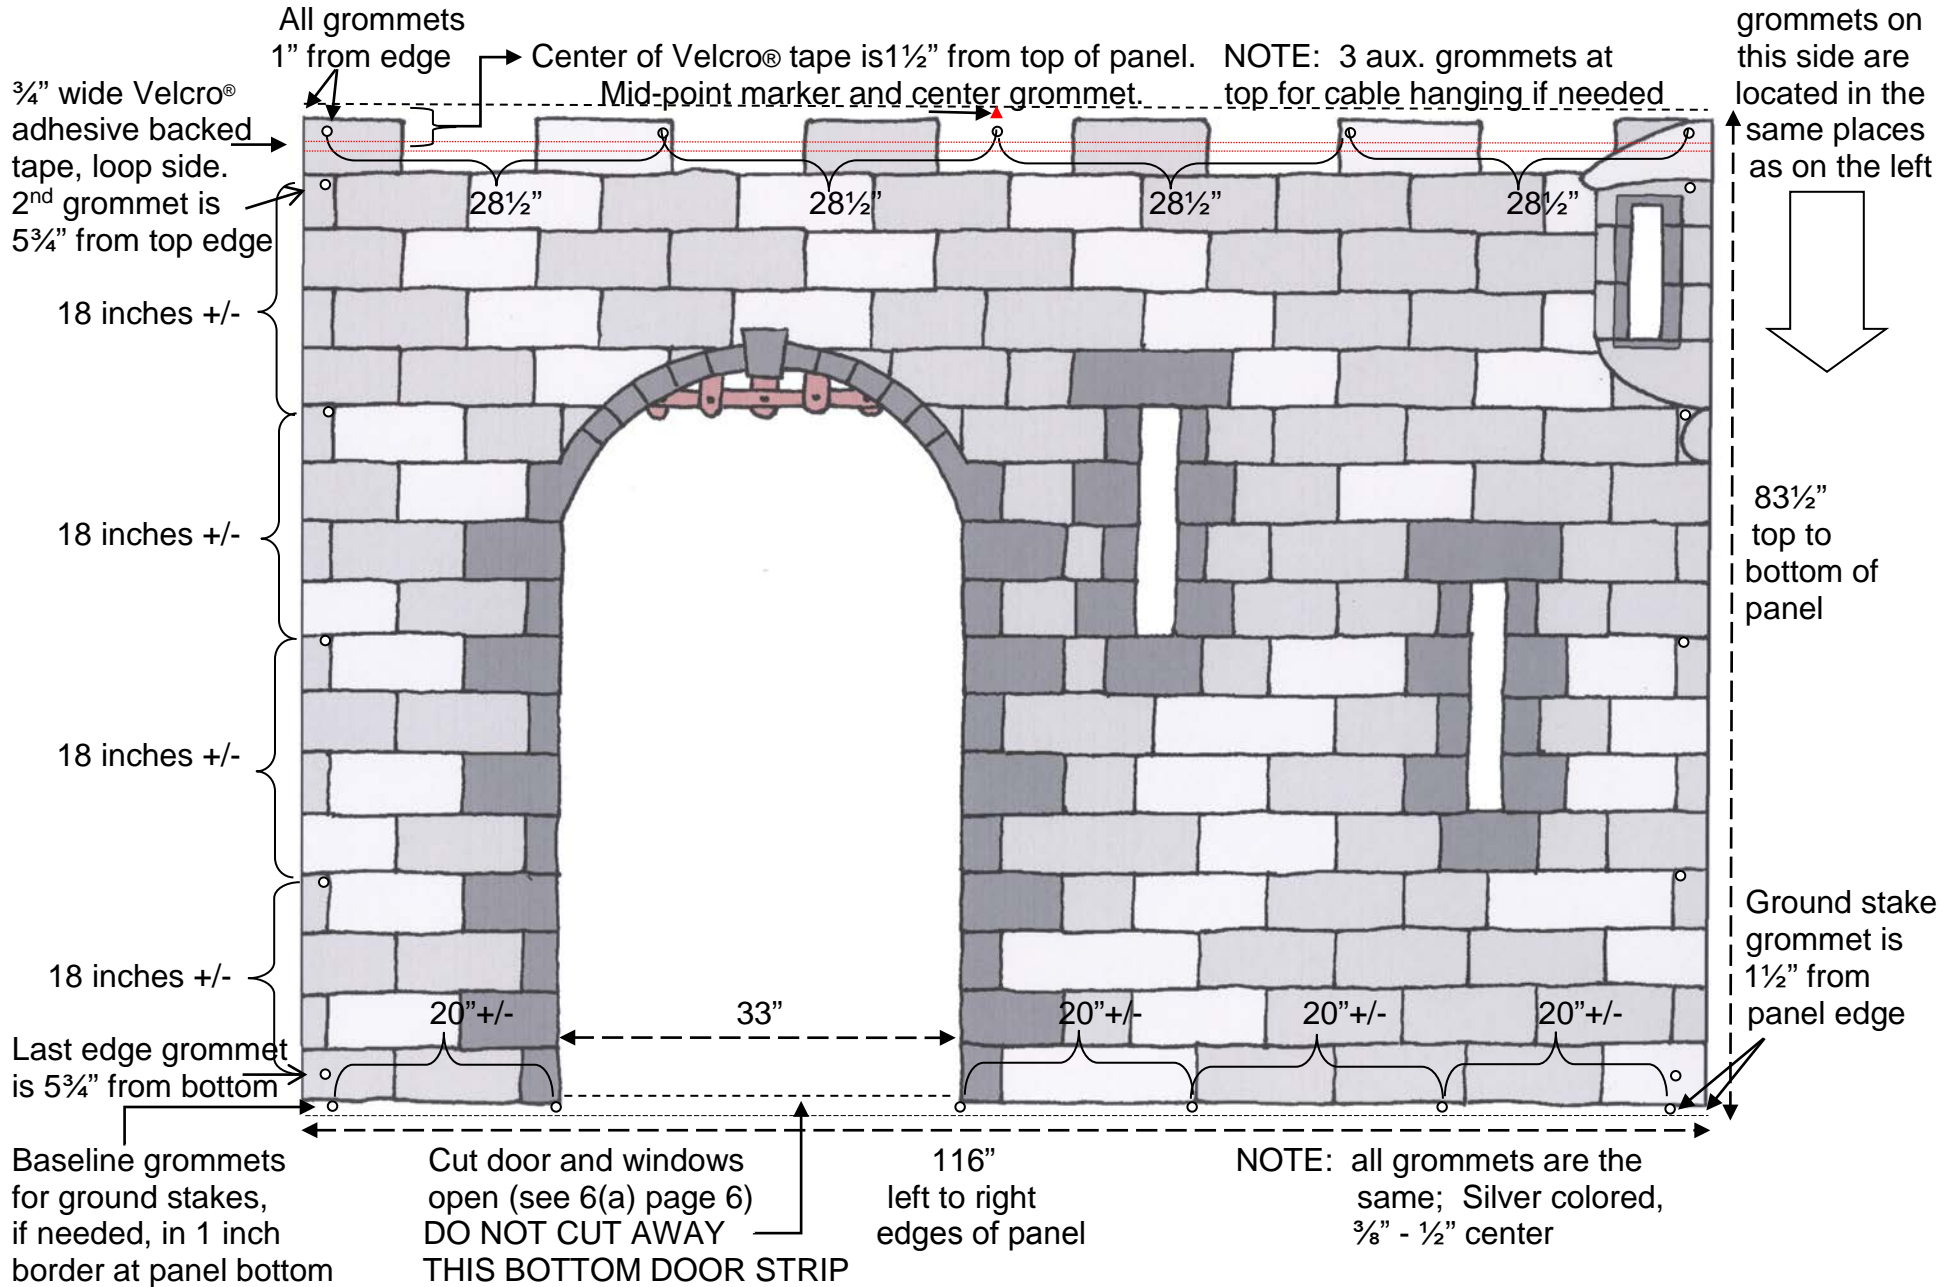 All grommets
1” from edge
Center of Velcro® tape is1½” from top of panel.
Mid-point marker and center grommet.
NOTE: 3 aux. grommets at
top for cable hanging if needed
grommets on
this side are
located in the
same places
as on the left
¾” wide Velcro®
adhesive backed
tape, loop side.
2nd grommet is
5¾” from top edge
28½”
28½”
28½”
28½”
18 inches +/-
18 inches +/-
18 inches +/-
18 inches +/-
83½”
top to
bottom of
panel
Ground stake
grommet is
1½” from
panel edge
20”+/-
33”
20”+/-
20”+/-
20”+/-
Last edge grommet
is 5¾” from bottom
Baseline grommets
for ground stakes,
if needed, in 1 inch
border at panel bottom
Cut door and windows
open (see 6(a) page 6)
DO NOT CUT AWAY
THIS BOTTOM DOOR STRIP
116”
left to right
edges of panel
NOTE: all grommets are the
same; Silver colored,
⅜” - ½” center